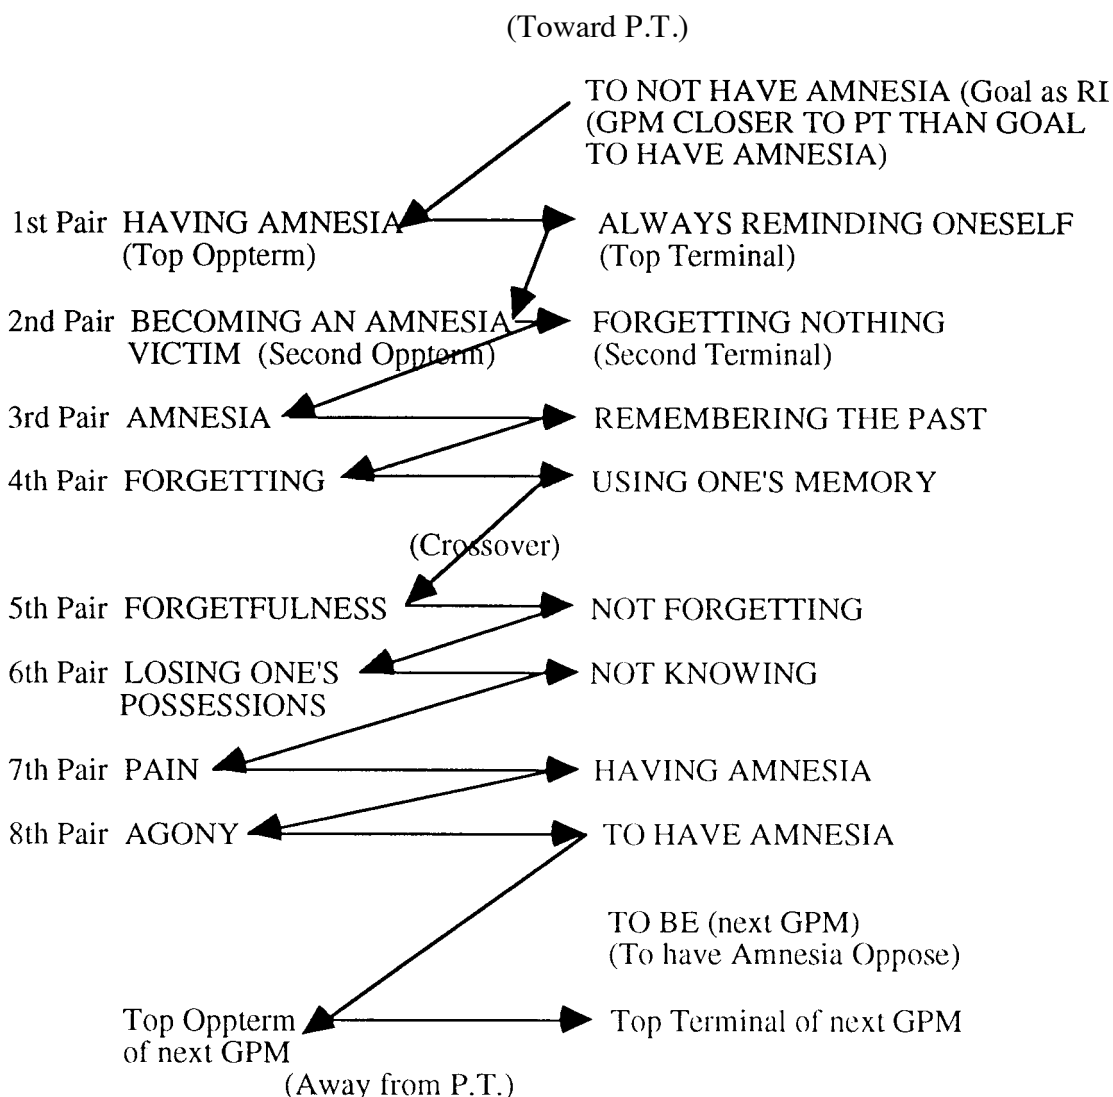 (Toward P.T.)
TO NOT HAVE AMNESIA (Goal as RI
(GPM CLOSER TO PT THAN GOAL
TO HAVE AMNESIA)
1st Pair HAVING AMNESIA ALWAYS REMINDING ONESELF
(Top Oppterm) (Top Terminal)
2nd Pair BECOMING AN AMNESIA FORGETTING NOTHING
VICTIM (Second Oppterm) (Second Terminal)
3rd Pair AMNESIA REMEMBERING THE PAST
4th Pair FORGETTING USING ONE'S MEMORY
(Crossover)
5th Pair FORGETFULNESS NOT FORGETTING
6th Pair LOSING ONE'S NOT KNOWING
POSSESSIONS
7th Pair PAIN HAVING AMNESIA
8th Pair AGONY TO HAVE AMNESIA
TO BE (next GPM)
(To have Amnesia Oppose)
Top Oppterm Top Terminal of next GPM
of next GPM
(Away from P.T.)